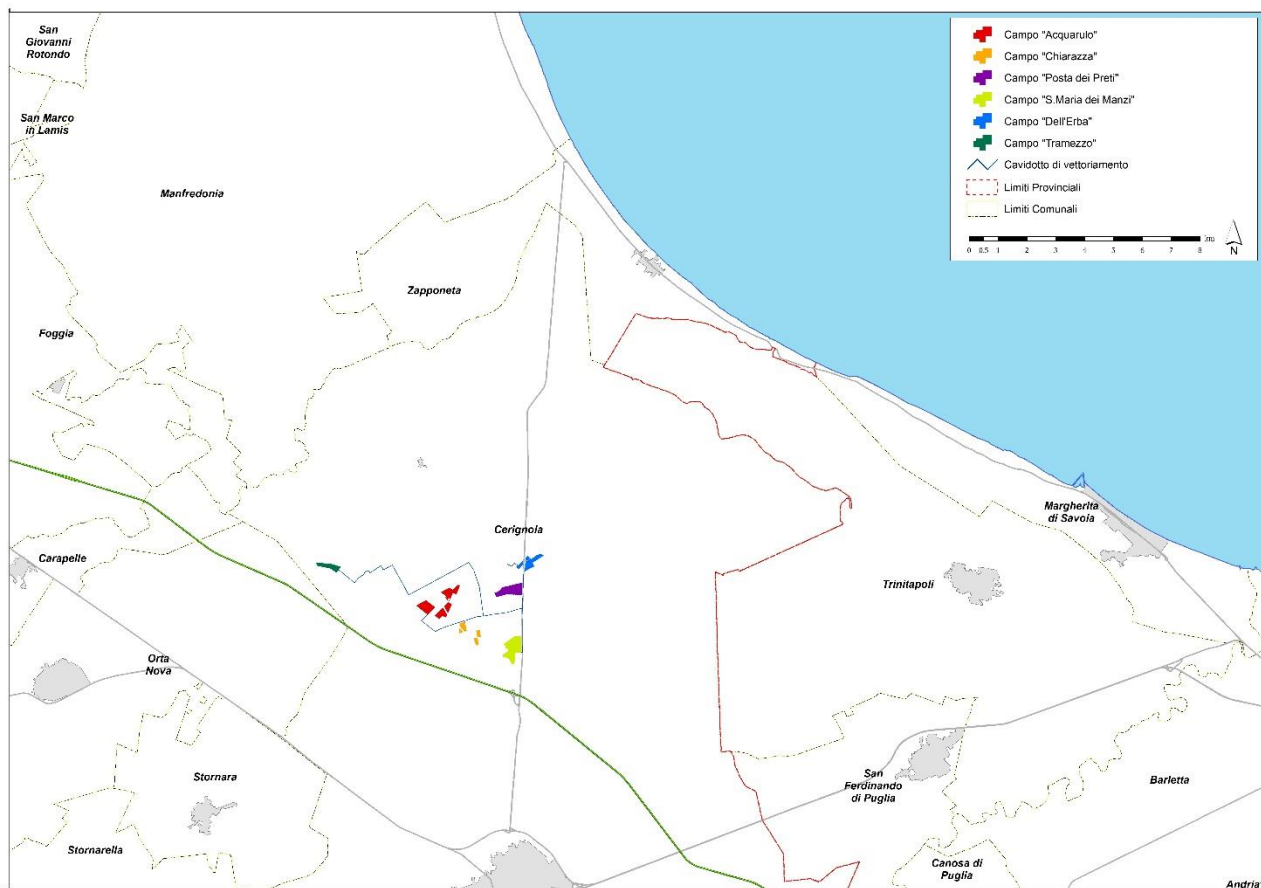 San
Giovanni
Rotondo
San Marco
in Lamis
Manfredonia
Zapponeta
Foggia
Cerignola
Carapelle
Orta
Nova
Stornara
Stornarella
Margherita
di Savoia
Trinitapoli
San
Ferdinando
di Puglia
Barletta
Canosa di
Puglia
Andria
Campo "Acquarulo"
Campo "Chiarazza"
Campo "Posta dei Preti"
Campo "S.Maria dei Manzi"
Campo "Dell'Erba"
Campo "Tramezzo"
Cavidotto di vettoriamento
Limiti Provinciali
Limiti Comunali
Km
0 0.5 1 2 3 4 5 6 7 8
N